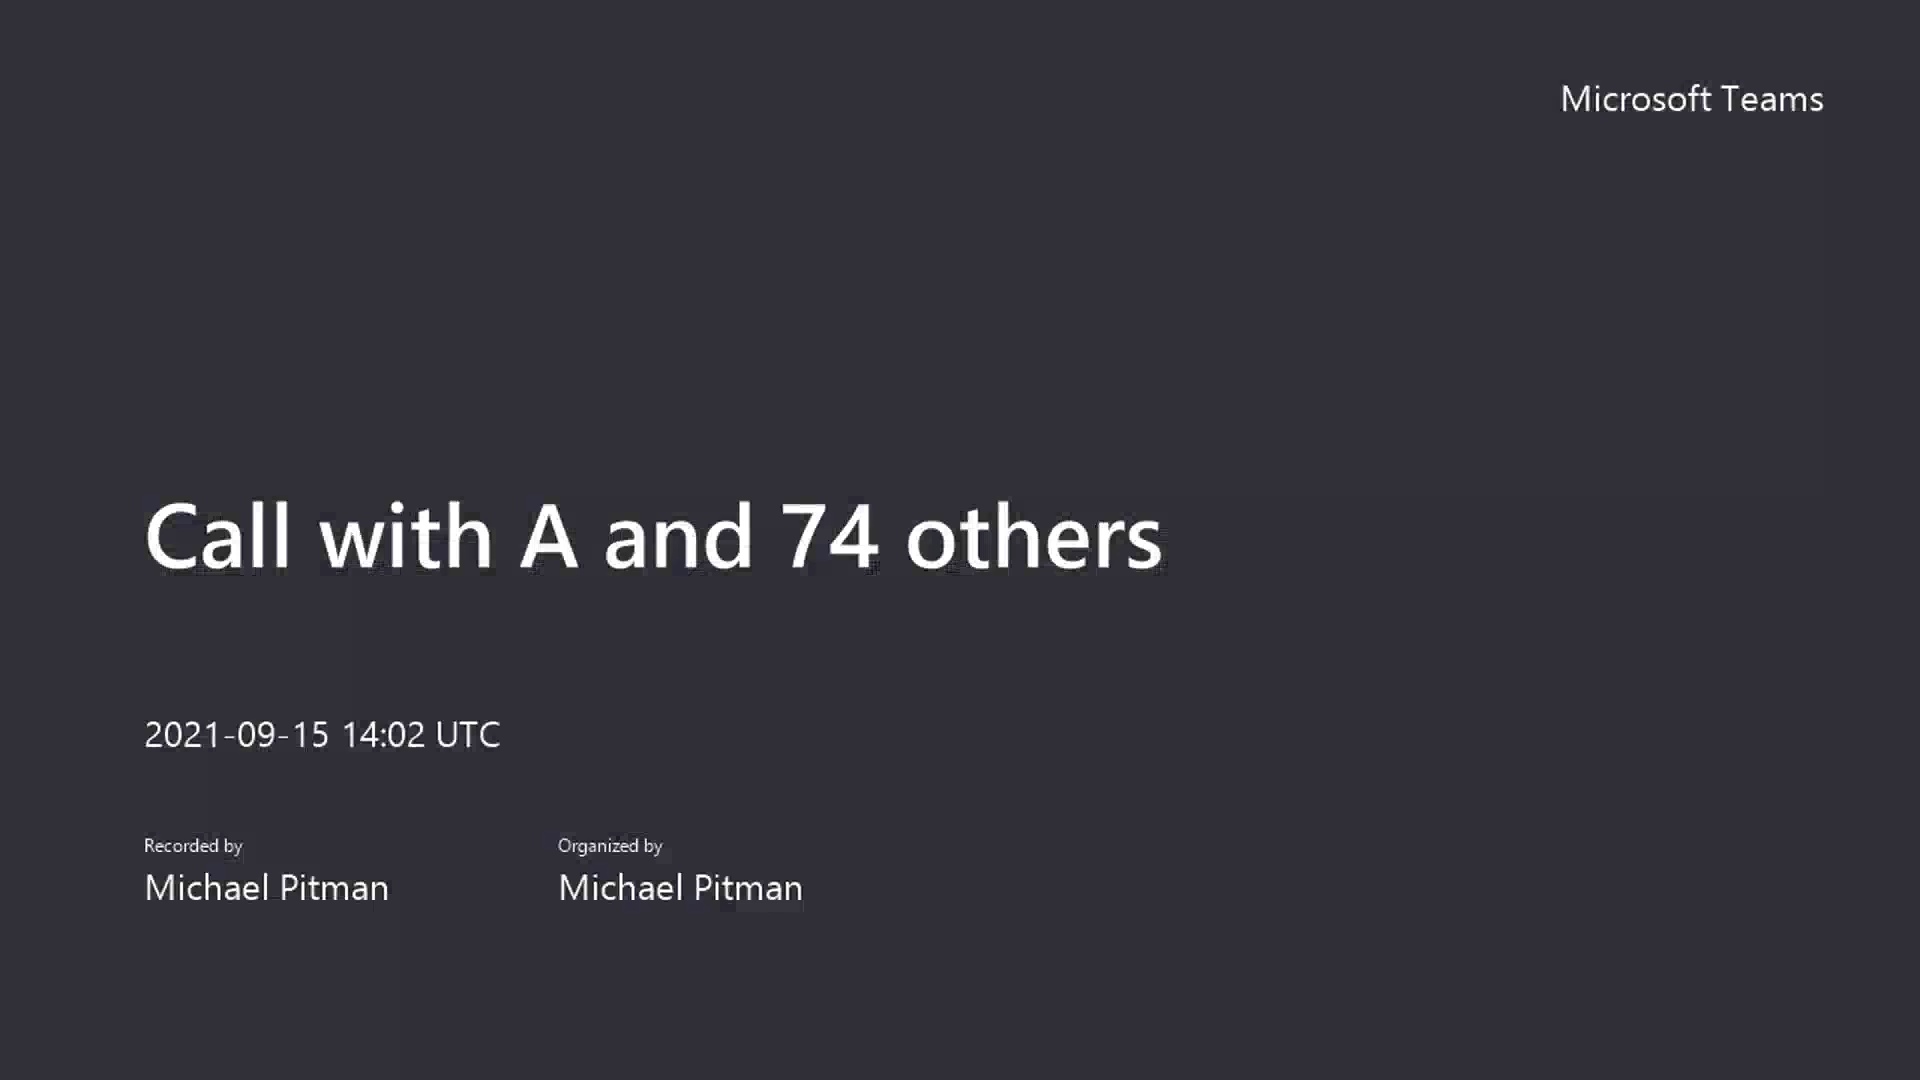 Microsoft Teams
Call with A and 74 others
2021-09-15 14:02 UTC
Recorded by
Organized by
Michael Pitman
Michael Pitman